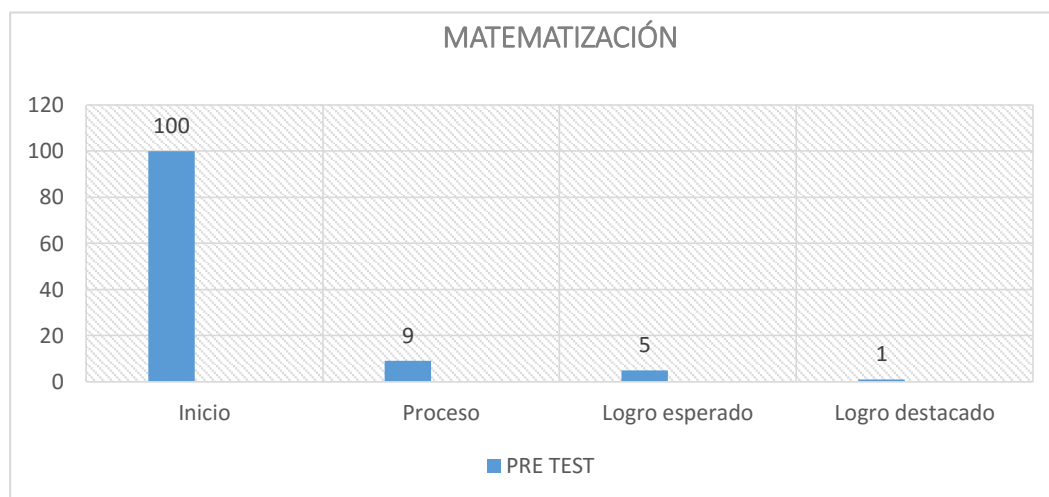 MATEMATIZACIÓN
120
100
80
60
40
20
0
100
9
5
1
Inicio
Proceso
Logro esperado
Logro destacado
PRE TEST